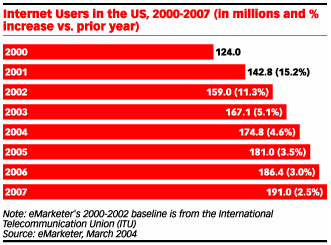 Internet Users in the US, 2000-2007 (in millions and %
increase vs. prior year)
2000 124.0
2001 142.8 (15.2%)
2002 159.0 (11.3%)
2003 167.1 (5.1%)
2004 174.8 (4.6%)
2005 181.0 (3.5%)
2006 186.4 (3.0%)
2007 191.0 (2.5%)
Note: eMarketer's 2000-2002 baseline is from the International
Telecommunication Union (ITU)
Source: eMarketer, March 2004